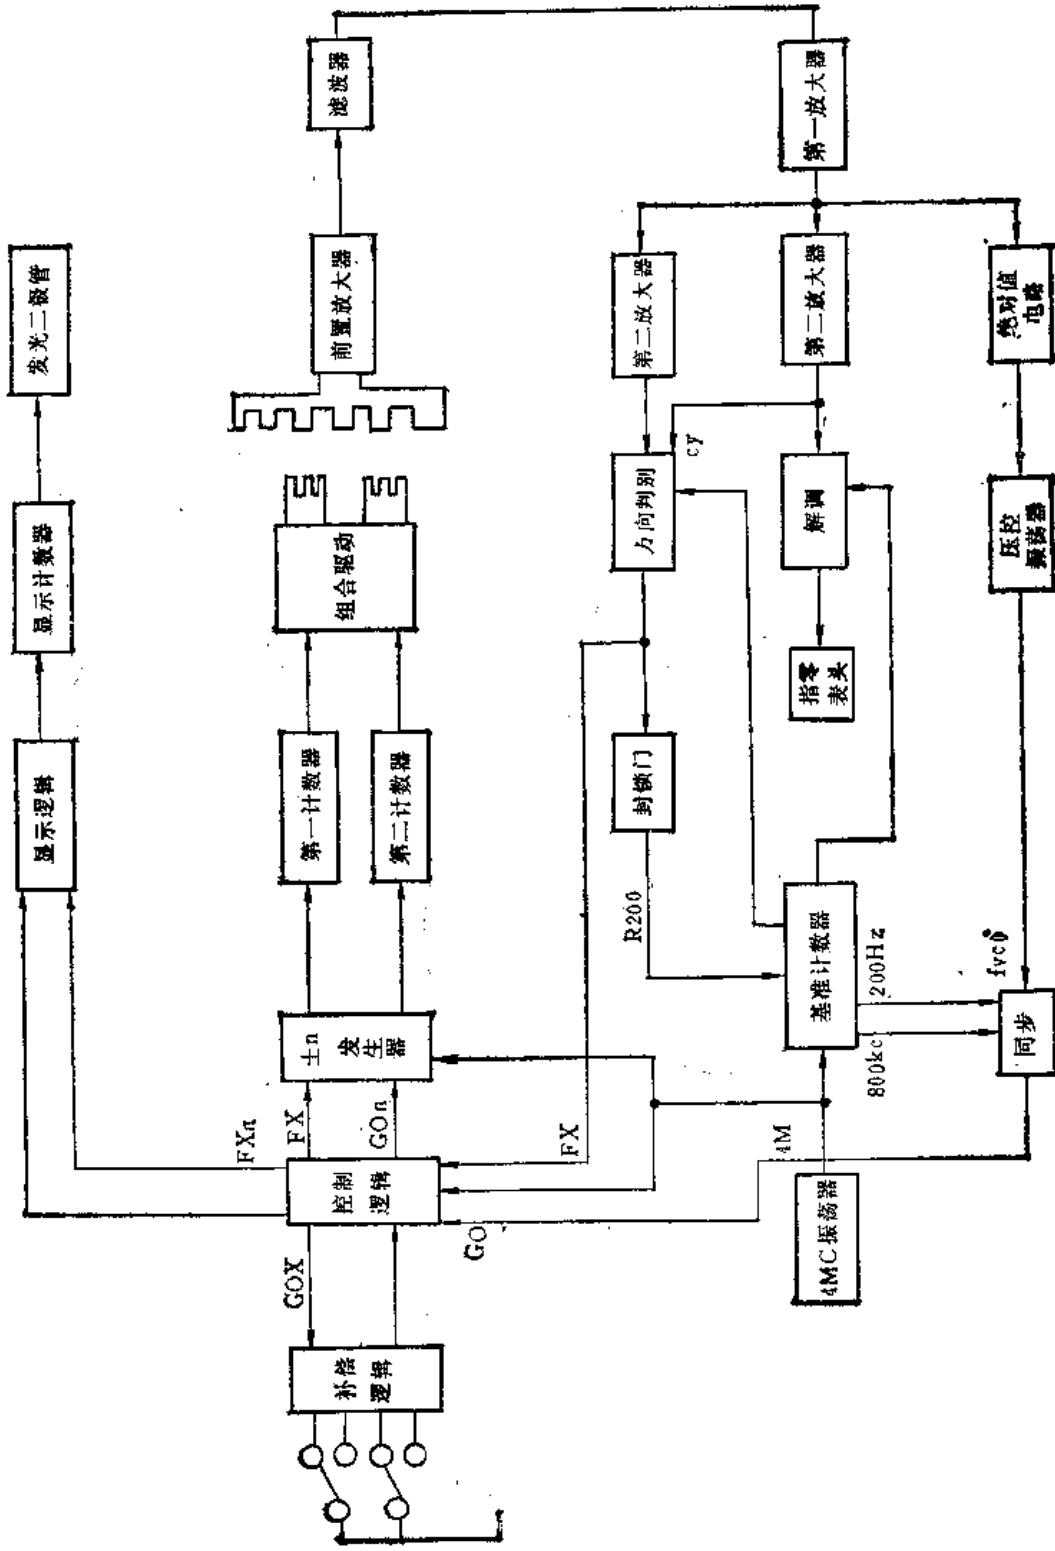 发光二极管
显示计数器
显示逻辑
滤波器
前置放大器
组合驱动
第一计数器
第二计数器
±n
发生
器
FXn
FX
GOn
控制
逻辑
GOX
补偿
逻辑
第一放大器
第二放大器
第二放大器
绝对值
电路
方向判别
cy
解调
压控
振荡器
指零
表头
封锁门
R200
基准计数器
200Hz
800kc
fvco
同步
FX
4M
GO
4MC振荡器